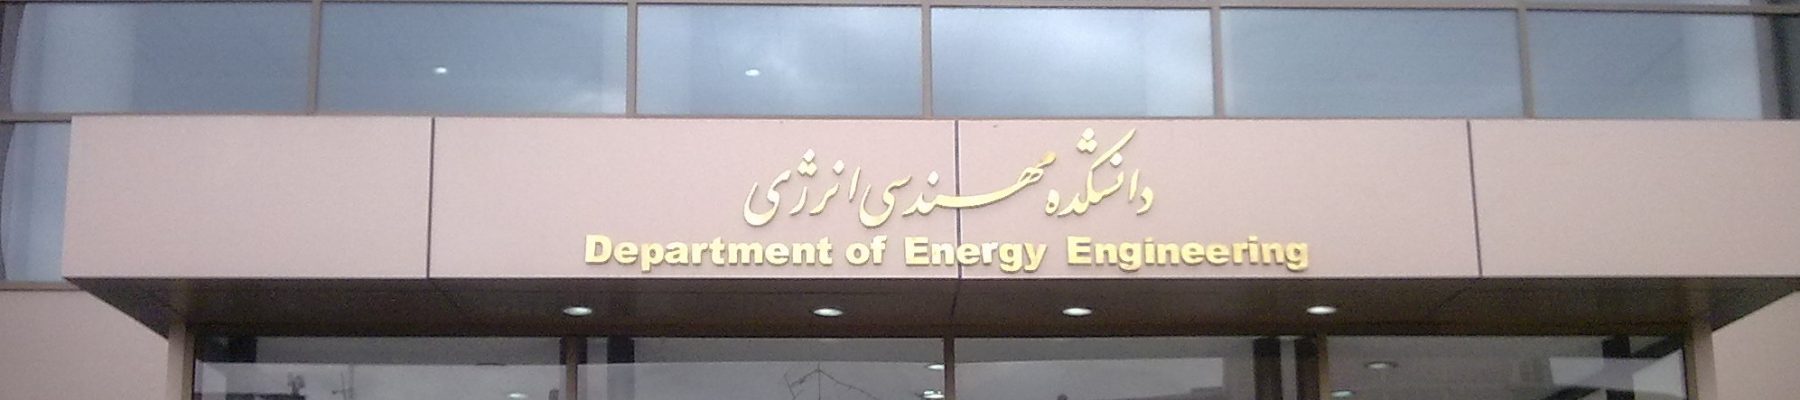 دانشکده مهندسی انرژی
Department of Energy Engineering